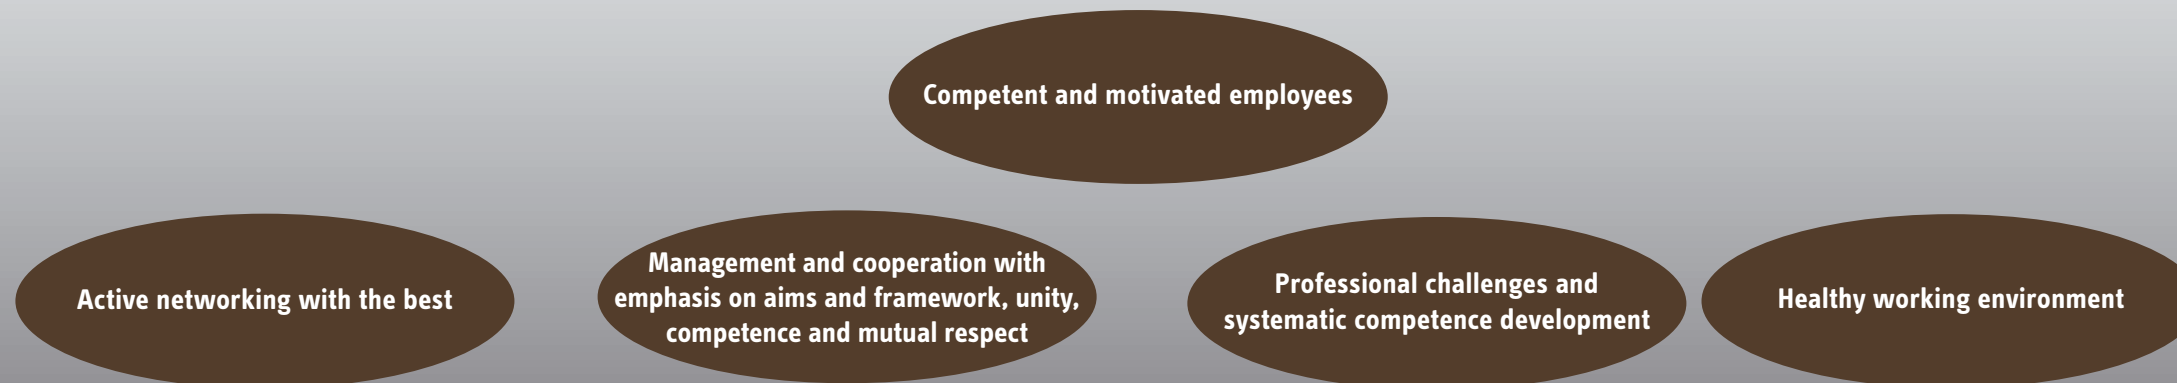 Competent and motivated employees
Active networking with the best
Management and cooperation with
emphasis on aims and framework, unity,
competence and mutual respect
Professional challenges and
systematic competence development
Healthy working environment